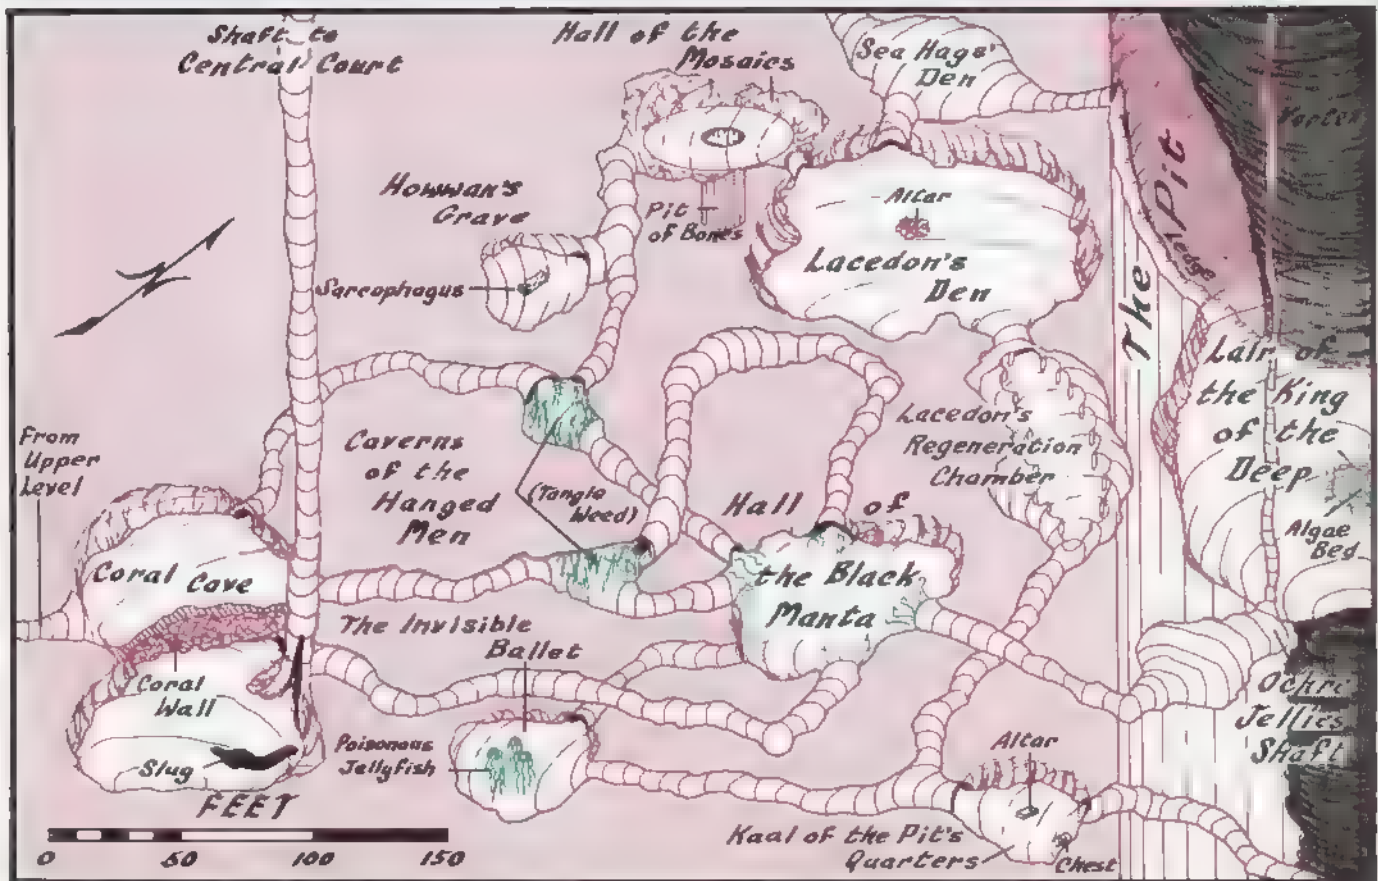 Shaft to
Central Court
Hall of the
Mosaics
Sea Hags'
Den
Vortex
The Pit
Ledge
Howwan's
Grave
Sarcophagus
Pit
of Bones
Altar
Lacedon's
Den
Lair of
the King
of the
Deep
Algae
Bed
From
Upper
Level
Caverns
of the
Hanged
Men
(Tangle
Weed)
Lacedon's
Regeneration
Chamber
Hall of
the Black
Manta
Coral Cave
Coral
Wall
Slug
The Invisible
Ballet
Poisonous
Jellyfish
Ochre
Jellies
Shaft
Altar
Kaal of the Pit's
Quarters
Chest
FEET
0 50 100 150